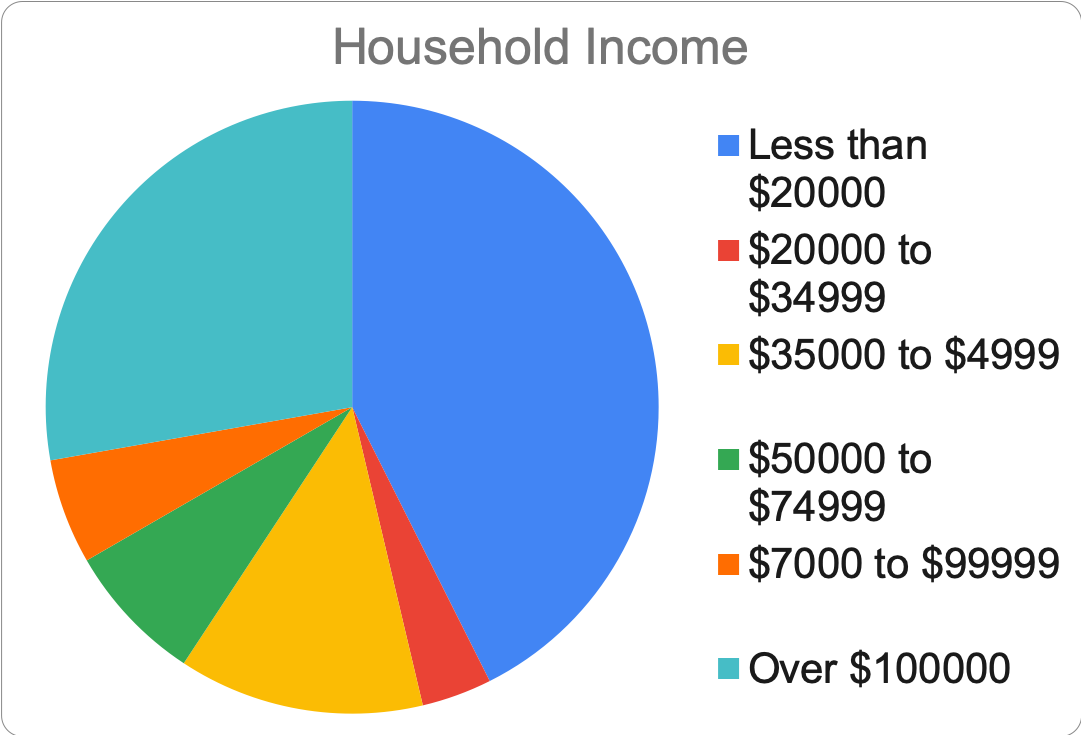 Household Income
Less than
$20000
$20000 to
$34999
$35000 to $4999
$50000 to
$74999
$7000 to $99999
Over $100000